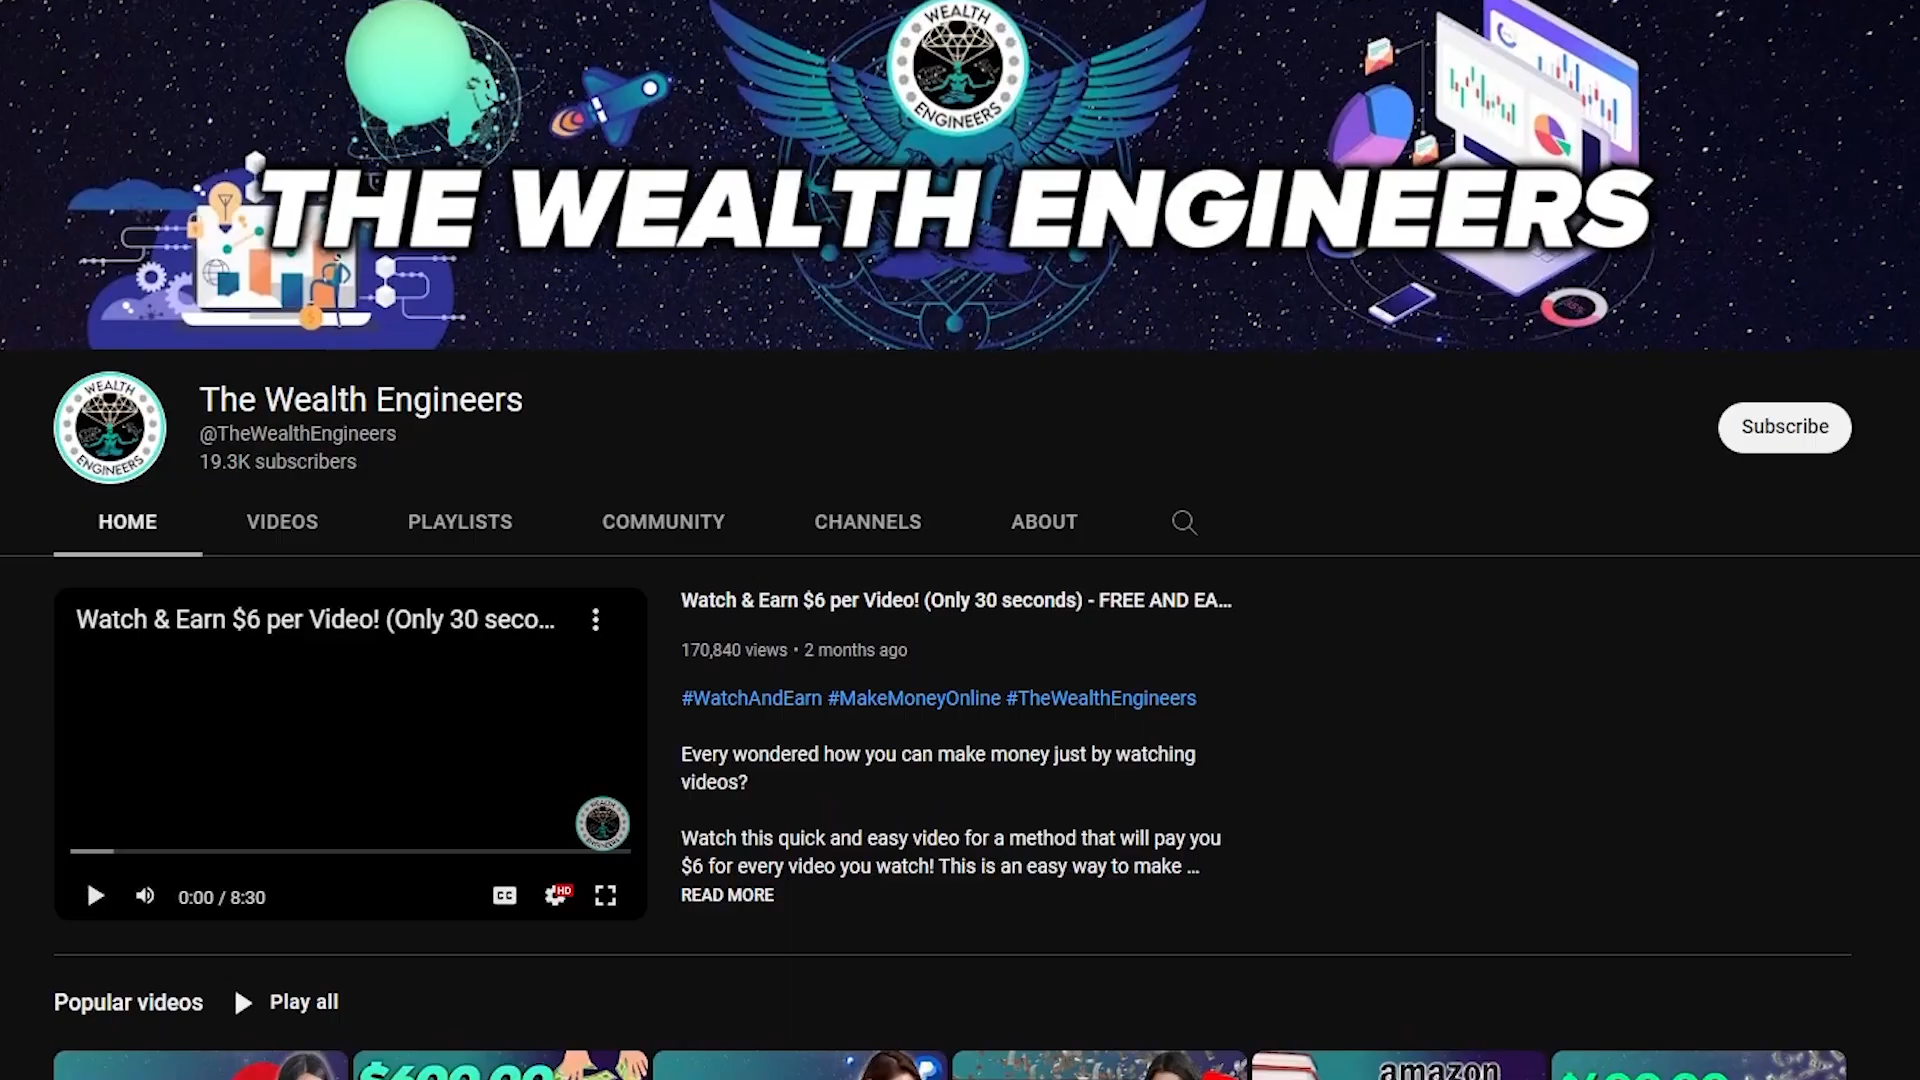 WEALTH
ENGINEERS
THE WEALTH ENGINEERS
WEALTH
ENGINEERS
The Wealth Engineers
@TheWealthEngineers
19.3K subscribers
Subscribe
HOME
VIDEOS
PLAYLISTS
COMMUNITY
CHANNELS
ABOUT
Watch & Earn $6 per Video! (Only 30 seco...
WEALTH
ENGINEERS
0:00 / 8:30
CC
HD
Watch & Earn $6 per Video! (Only 30 seconds) - FREE AND EA...
170,840 views • 2 months ago
#WatchAndEarn #MakeMoneyOnline #TheWealthEngineers
Every wondered how you can make money just by watching
videos?
Watch this quick and easy video for a method that will pay you
$6 for every video you watch! This is an easy way to make ...
READ MORE
Popular videos
Play all
$600.00
amazon